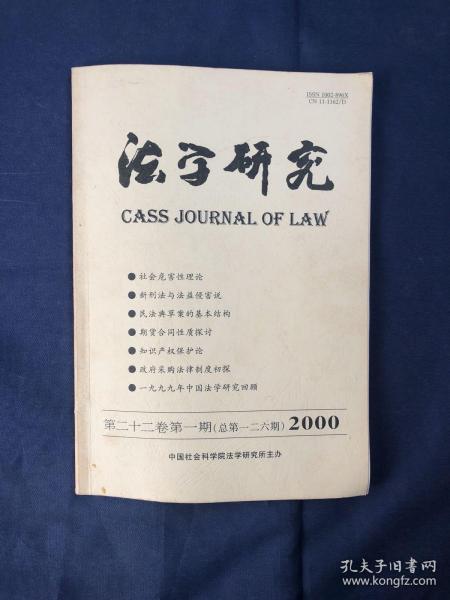 ISSN 1002-896X
CN 11-1162/D
法学研究
CASS JOURNAL OF LAW
● 社会危害性理论
● 新刑法与法益侵害说
● 民法典草案的基本结构
● 期货合同性质探讨
● 知识产权保护论
● 政府采购法律制度初探
● 一九九九年中国法学研究回顾
第二十二卷第一期(总第一二六期) 2000
中国社会科学院法学研究所主办
孔夫子旧书网
www.kongfz.com